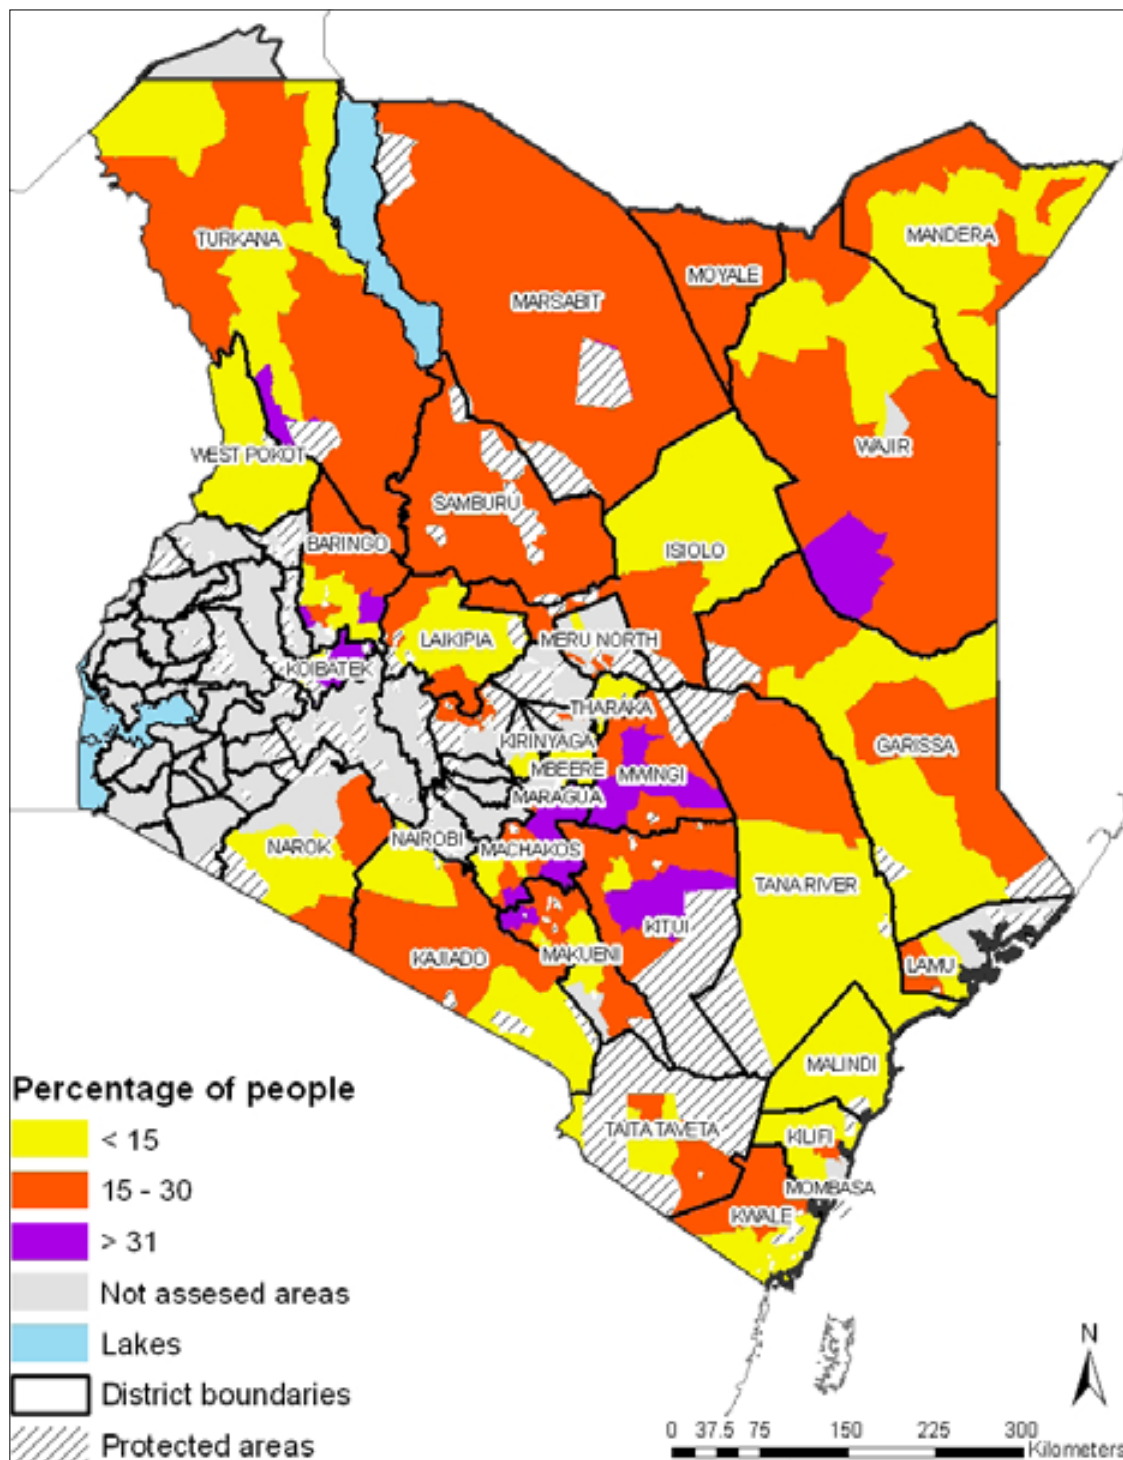 TURKANA
MANDERA
MOYALE
MARSABIT
WAJIR
WEST POKOT
SAMBURU
BARINGO
ISIOLO
LAIKIPIA
MERU NORTH
KOIBATEK
THARAKA
KIRINYAGA
GARISSA
MBEERE
MWINGI
MARAGUA
NAIROBI
NAROK
MACHAKOS
TANA RIVER
KITUI
MAKUENI
KAJIADO
LAMU
MALINDI
TAITA TAVETA
KILIFI
MOMBASA
KWALE
Percentage of people
< 15
15 - 30
> 31
Not assesed areas
Lakes
District boundaries
Protected areas
N
0 37.5 75 150 225 300
Kilometers